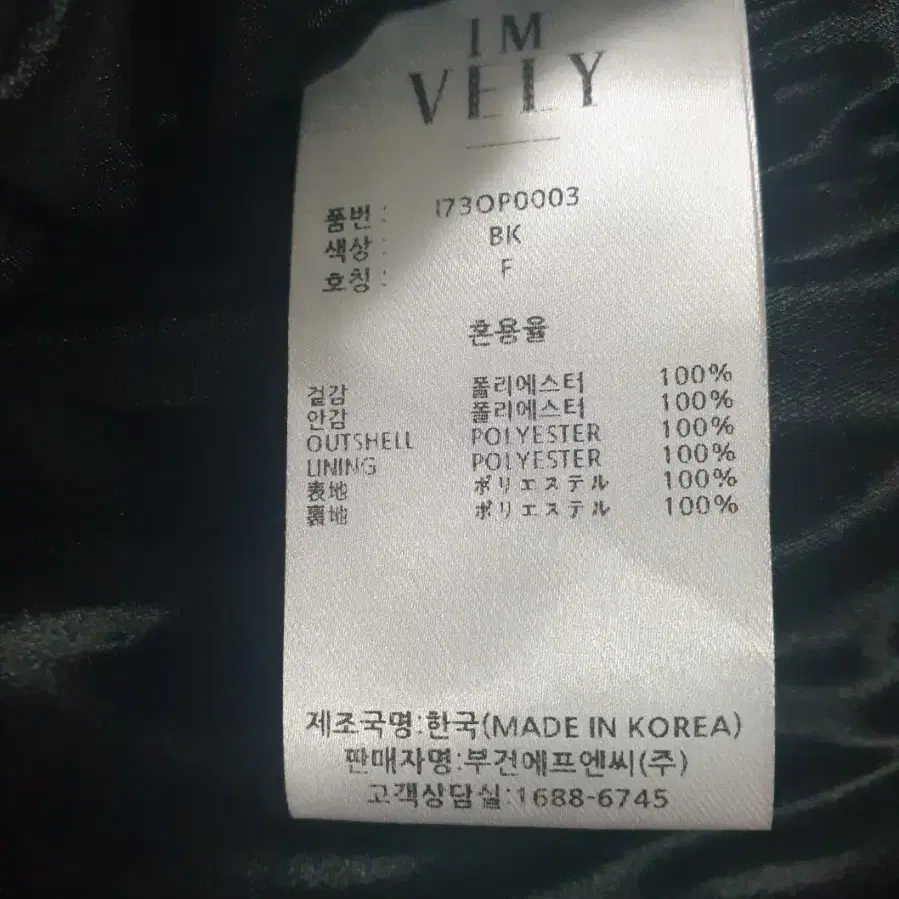 IM
VELY
품번 : I73OP0003
색상 : BK
호칭 : F
혼용율
겉감 폴리에스터 100%
안감 폴리에스터 100%
OUTSHELL POLYESTER 100%
LINING POLYESTER 100%
表地 ポリエステル 100%
裏地 ポリエステル 100%
제조국명:한국(MADE IN KOREA)
판매자명:부건에프엔씨(주)
고객상담실:1688-6745